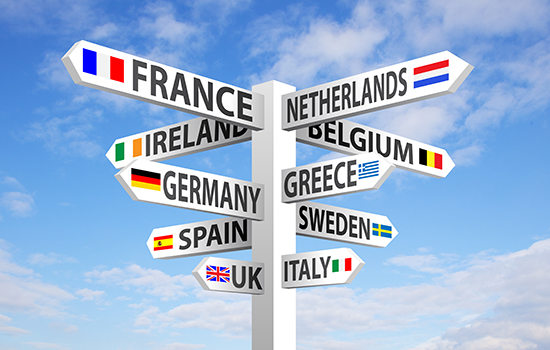 FRANCE
IRELAND
GERMANY
SPAIN
UK
NETHERLANDS
BELGIUM
GREECE
SWEDEN
ITALY